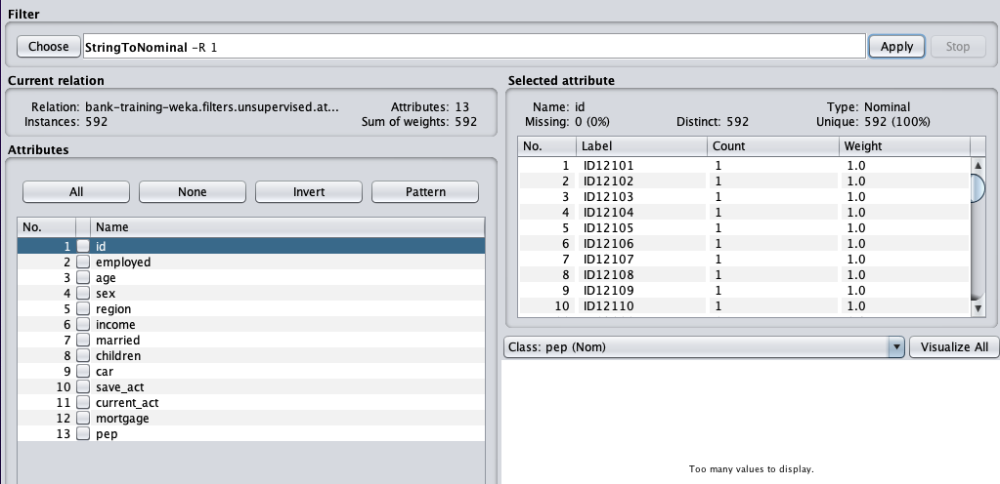 Filter
Choose StringToNominal -R 1 Apply Stop
Current relation
Relation: bank-training-weka.filters.unsupervised.at... Attributes: 13
Instances: 592 Sum of weights: 592
Attributes
All None Invert Pattern
No. Name
1 id
2 employed
3 age
4 sex
5 region
6 income
7 married
8 children
9 car
10 save_act
11 current_act
12 mortgage
13 pep
Selected attribute
Name: id Type: Nominal
Missing: 0 (0%) Distinct: 592 Unique: 592 (100%)
No. Label Count Weight
1 ID12101 1 1.0
2 ID12102 1 1.0
3 ID12103 1 1.0
4 ID12104 1 1.0
5 ID12105 1 1.0
6 ID12106 1 1.0
7 ID12107 1 1.0
8 ID12108 1 1.0
9 ID12109 1 1.0
10 ID12110 1 1.0
Class: pep (Nom) Visualize All
Too many values to display.